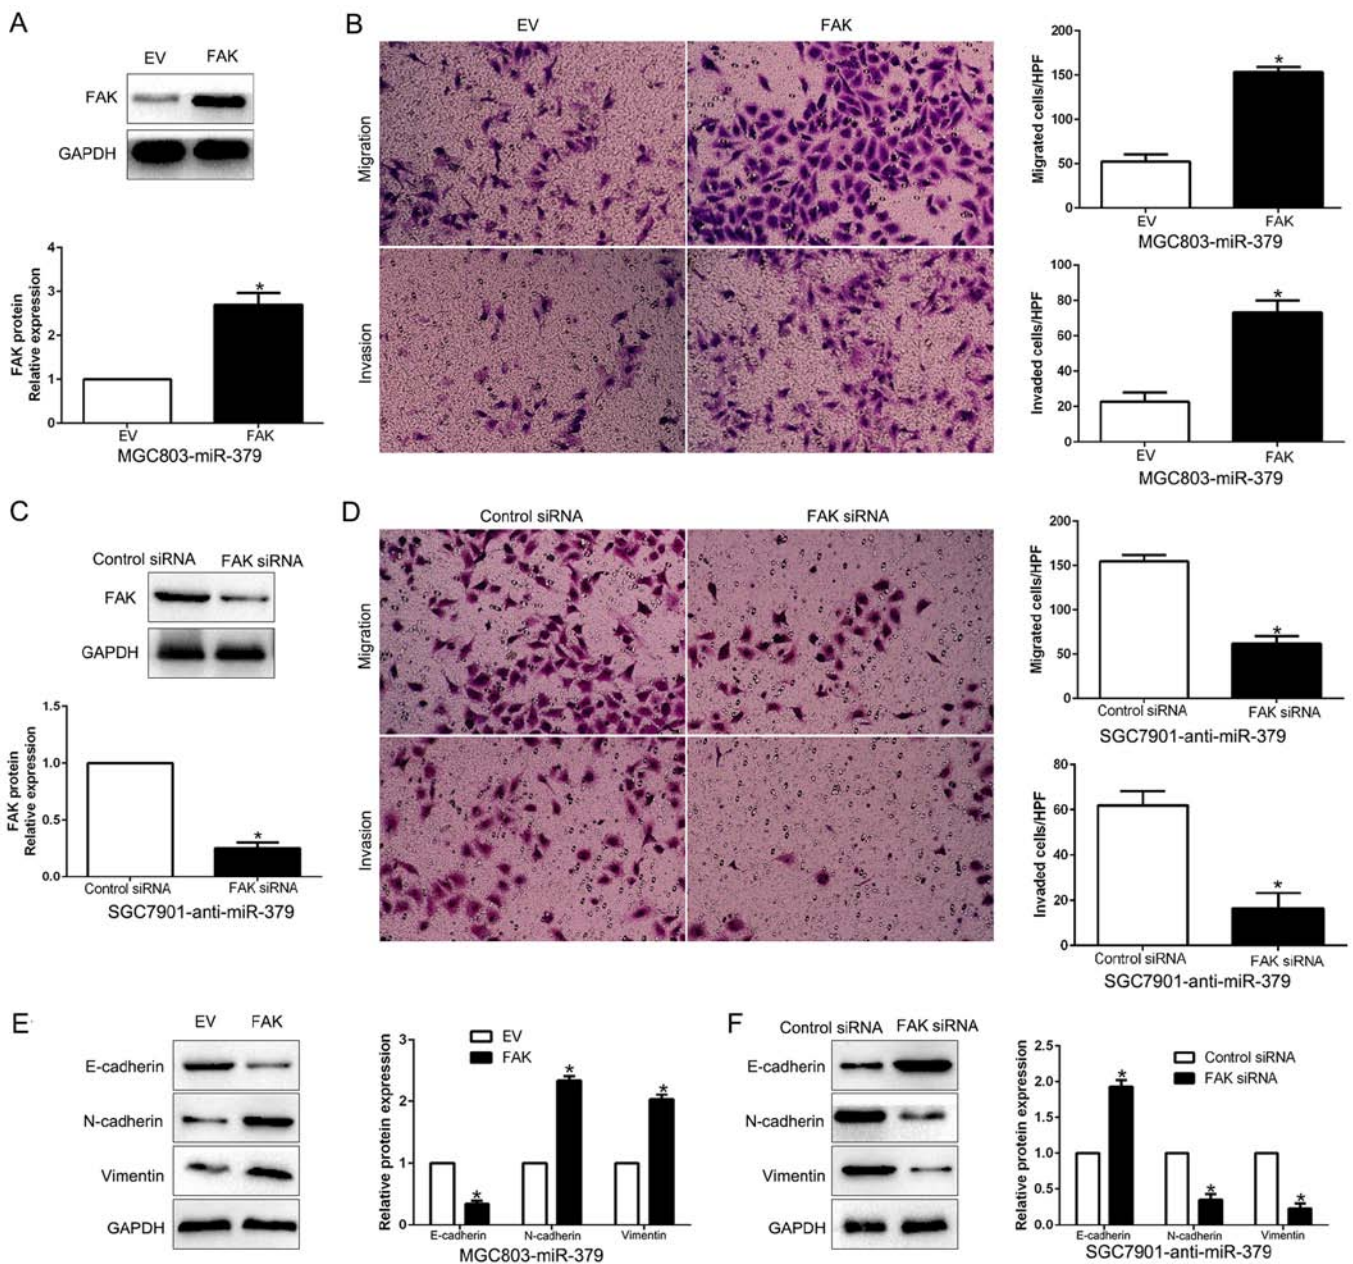 A
EV FAK
FAK
GAPDH
4
3
2
1
0
FAK protein
Relative expression
*
EV FAK
MGC803-miR-379
B
EV FAK
Migration
Invasion
200
150
100
50
0
Migrated cells/HPF
*
EV FAK
MGC803-miR-379
100
80
60
40
20
0
Invaded cells/HPF
*
EV FAK
MGC803-miR-379
C
Control siRNA FAK siRNA
FAK
GAPDH
1.5
1.0
0.5
0.0
FAK protein
Relative expression
*
Control siRNA FAK siRNA
SGC7901-anti-miR-379
D
Control siRNA FAK siRNA
Migration
Invasion
200
150
100
50
0
Migrated cells/HPF
*
Control siRNA FAK siRNA
SGC7901-anti-miR-379
80
60
40
20
0
Invaded cells/HPF
*
Control siRNA FAK siRNA
SGC7901-anti-miR-379
E
EV FAK
E-cadherin
N-cadherin
Vimentin
GAPDH
3
2
1
0
Relative protein expression
EV
FAK
* * *
E-cadherin N-cadherin Vimentin
MGC803-miR-379
F
Control siRNA FAK siRNA
E-cadherin
N-cadherin
Vimentin
GAPDH
2.5
2.0
1.5
1.0
0.5
0.0
Relative protein expression
Control siRNA
FAK siRNA
* * *
E-cadherin N-cadherin Vimentin
SGC7901-anti-miR-379